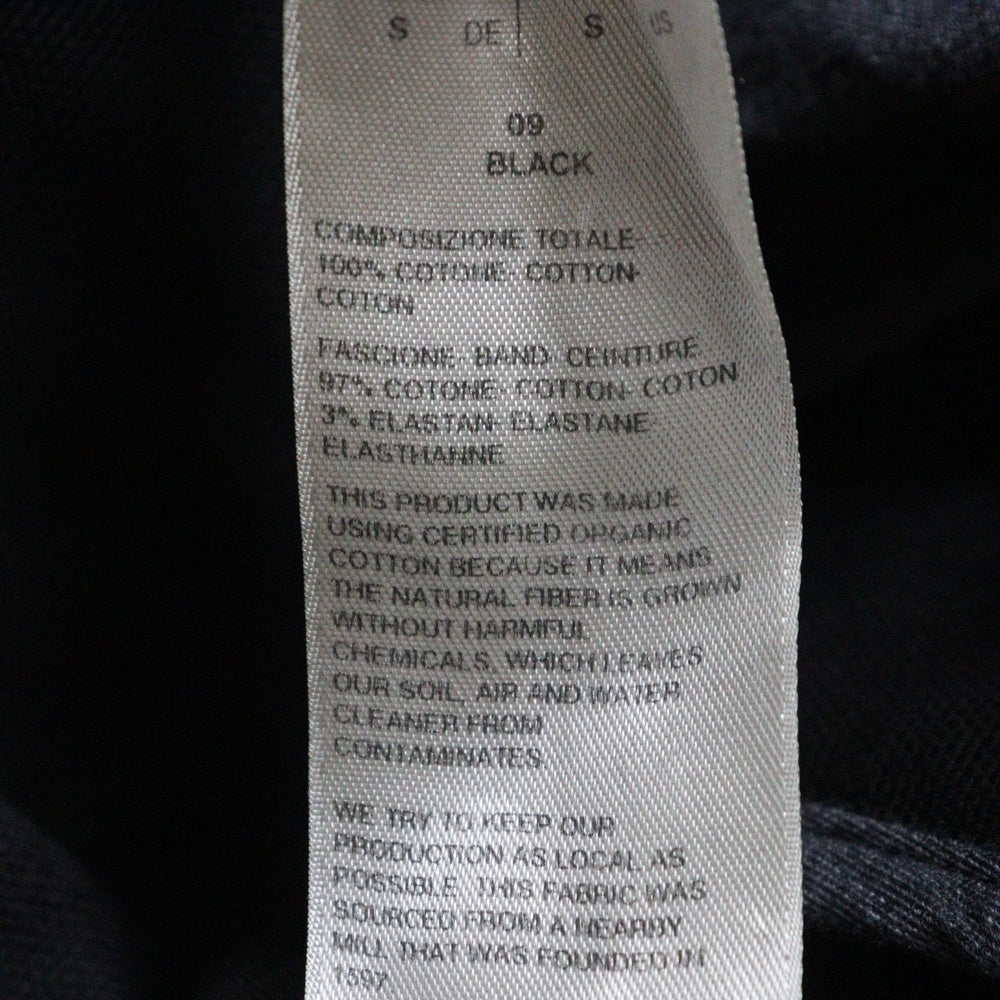 S DE S US
09
BLACK
COMPOSIZIONE TOTALE-
100% COTONE- COTTON-
COTON
FASCIONE- BAND- CEINTURE
97% COTONE- COTTON- COTON
3% ELASTAN- ELASTANE
ELASTHANNE
THIS PRODUCT WAS MADE
USING CERTIFIED ORGANIC
COTTON BECAUSE IT MEANS
THE NATURAL FIBER IS GROWN
WITHOUT HARMFUL
CHEMICALS, WHICH LEAVES
OUR SOIL, AIR AND WATER
CLEANER FROM
CONTAMINATES.
WE TRY TO KEEP OUR
PRODUCTION AS LOCAL AS
POSSIBLE. THIS FABRIC WAS
SOURCED FROM A NEARBY
MILL THAT WAS FOUNDED IN
1597